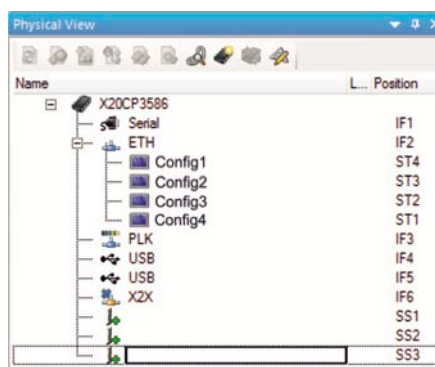 Physical View
Name L... Position
X20CP3586
Serial IF1
ETH IF2
Config1 ST4
Config2 ST3
Config3 ST2
Config4 ST1
PLK IF3
USB IF4
USB IF5
X2X IF6
SS1
SS2
SS3